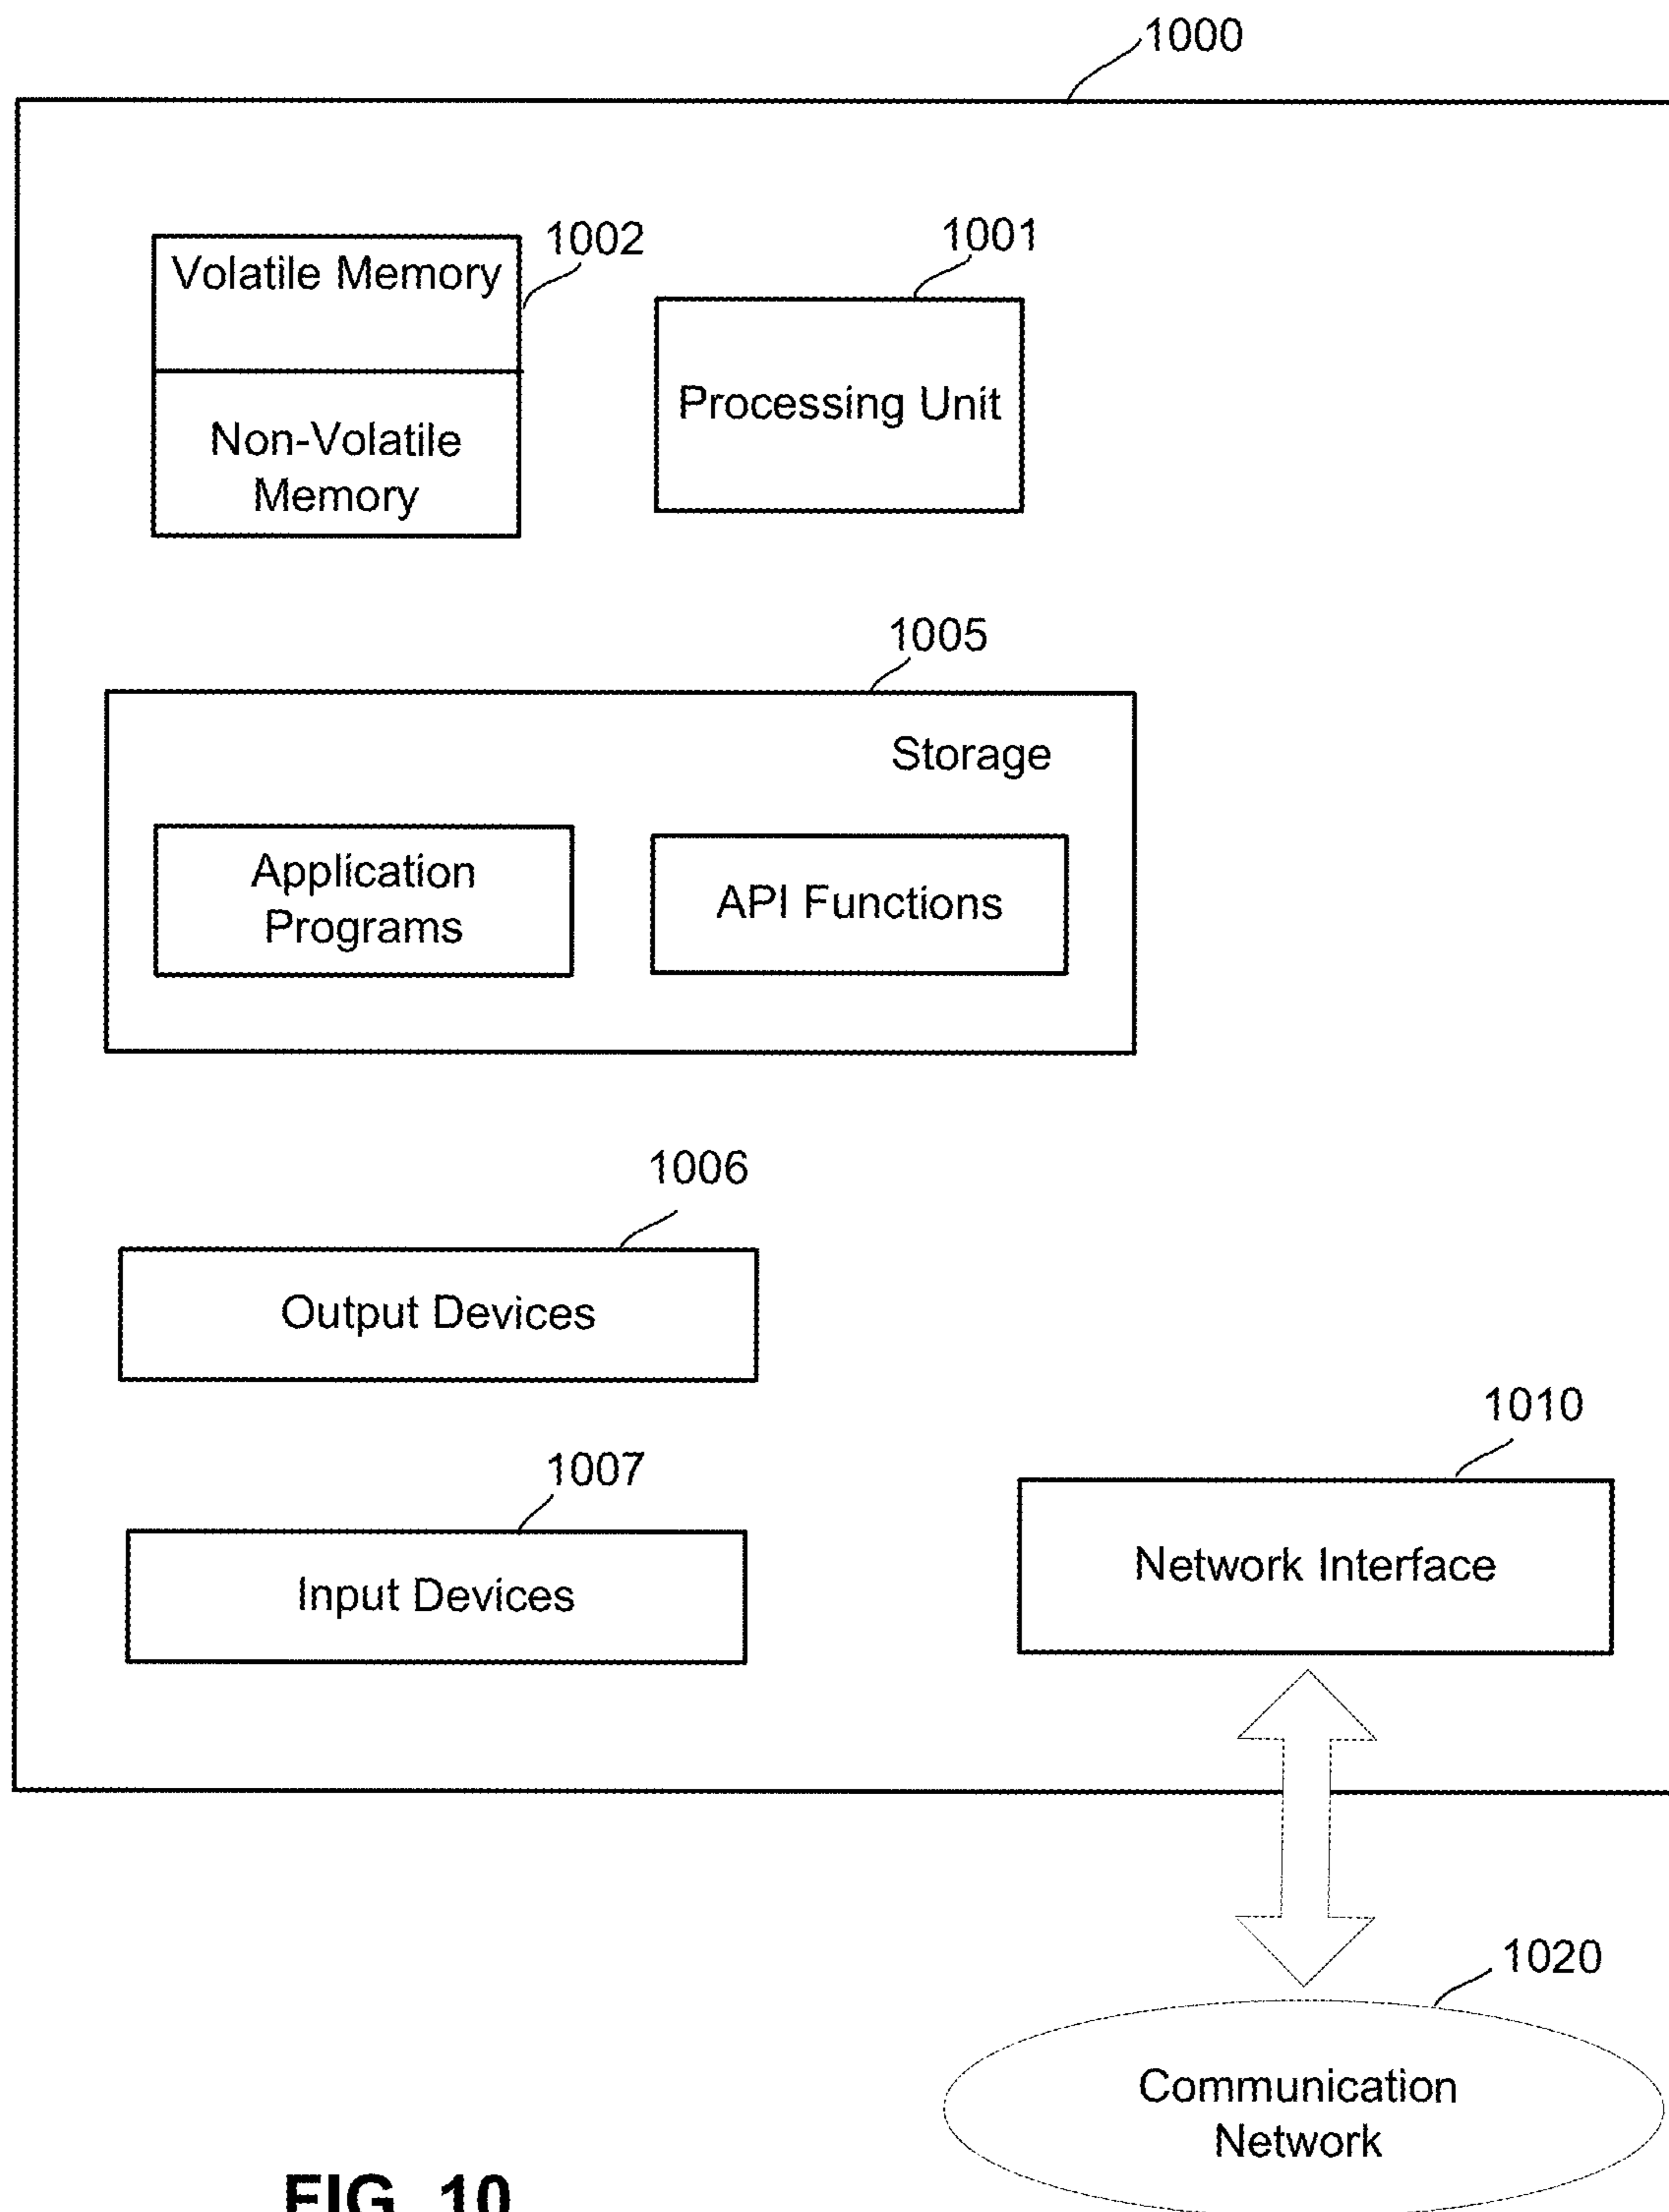 1000
1002
1001
Volatile Memory
Processing Unit
Non-Volatile
Memory
1005
Storage
Application
Programs
API Functions
1006
Output Devices
1010
1007
Network Interface
Input Devices
1020
Communication
Network
FIG. 10